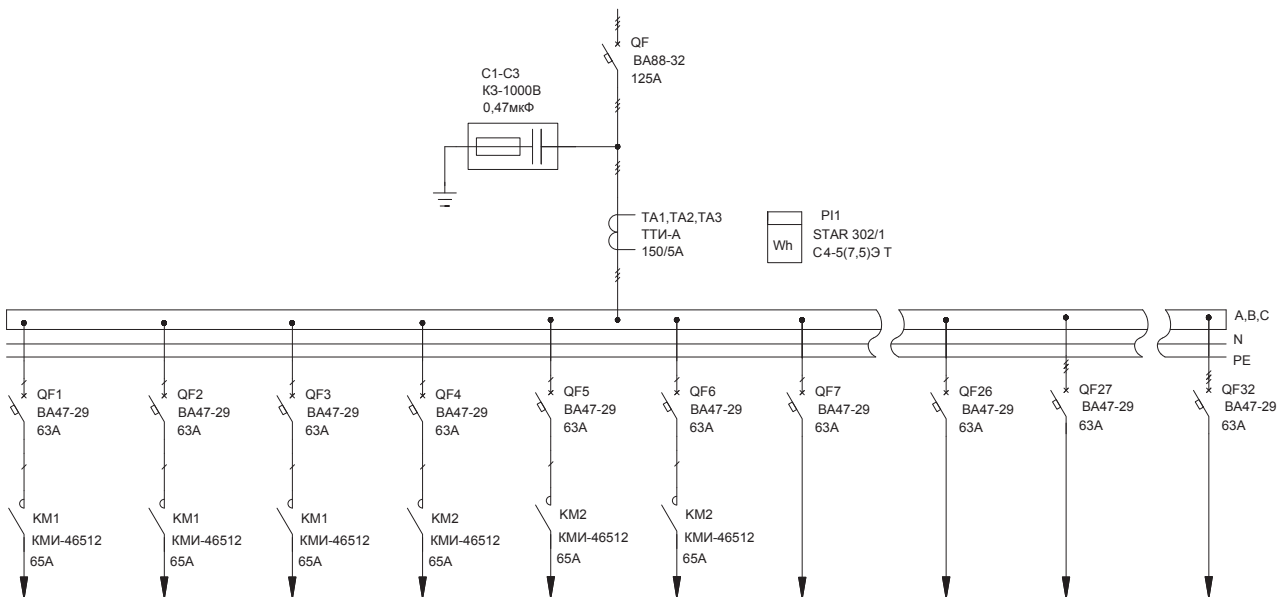 QF
ВА88-32
125А
С1-С3
КЗ-1000В
0,47мкФ
ТА1,ТА2,ТА3
ТТИ-А
150/5А
PI1
Wh
STAR 302/1
С4-5(7,5)Э Т
А,В,С
N
PE
QF1
ВА47-29
63А
QF2
ВА47-29
63А
QF3
ВА47-29
63А
QF4
ВА47-29
63А
QF5
ВА47-29
63А
QF6
ВА47-29
63А
QF7
ВА47-29
63А
QF26
ВА47-29
63А
QF27
ВА47-29
63А
QF32
ВА47-29
63А
КМ1
КМИ-46512
65А
КМ1
КМИ-46512
65А
КМ1
КМИ-46512
65А
КМ2
КМИ-46512
65А
КМ2
КМИ-46512
65А
КМ2
КМИ-46512
65А